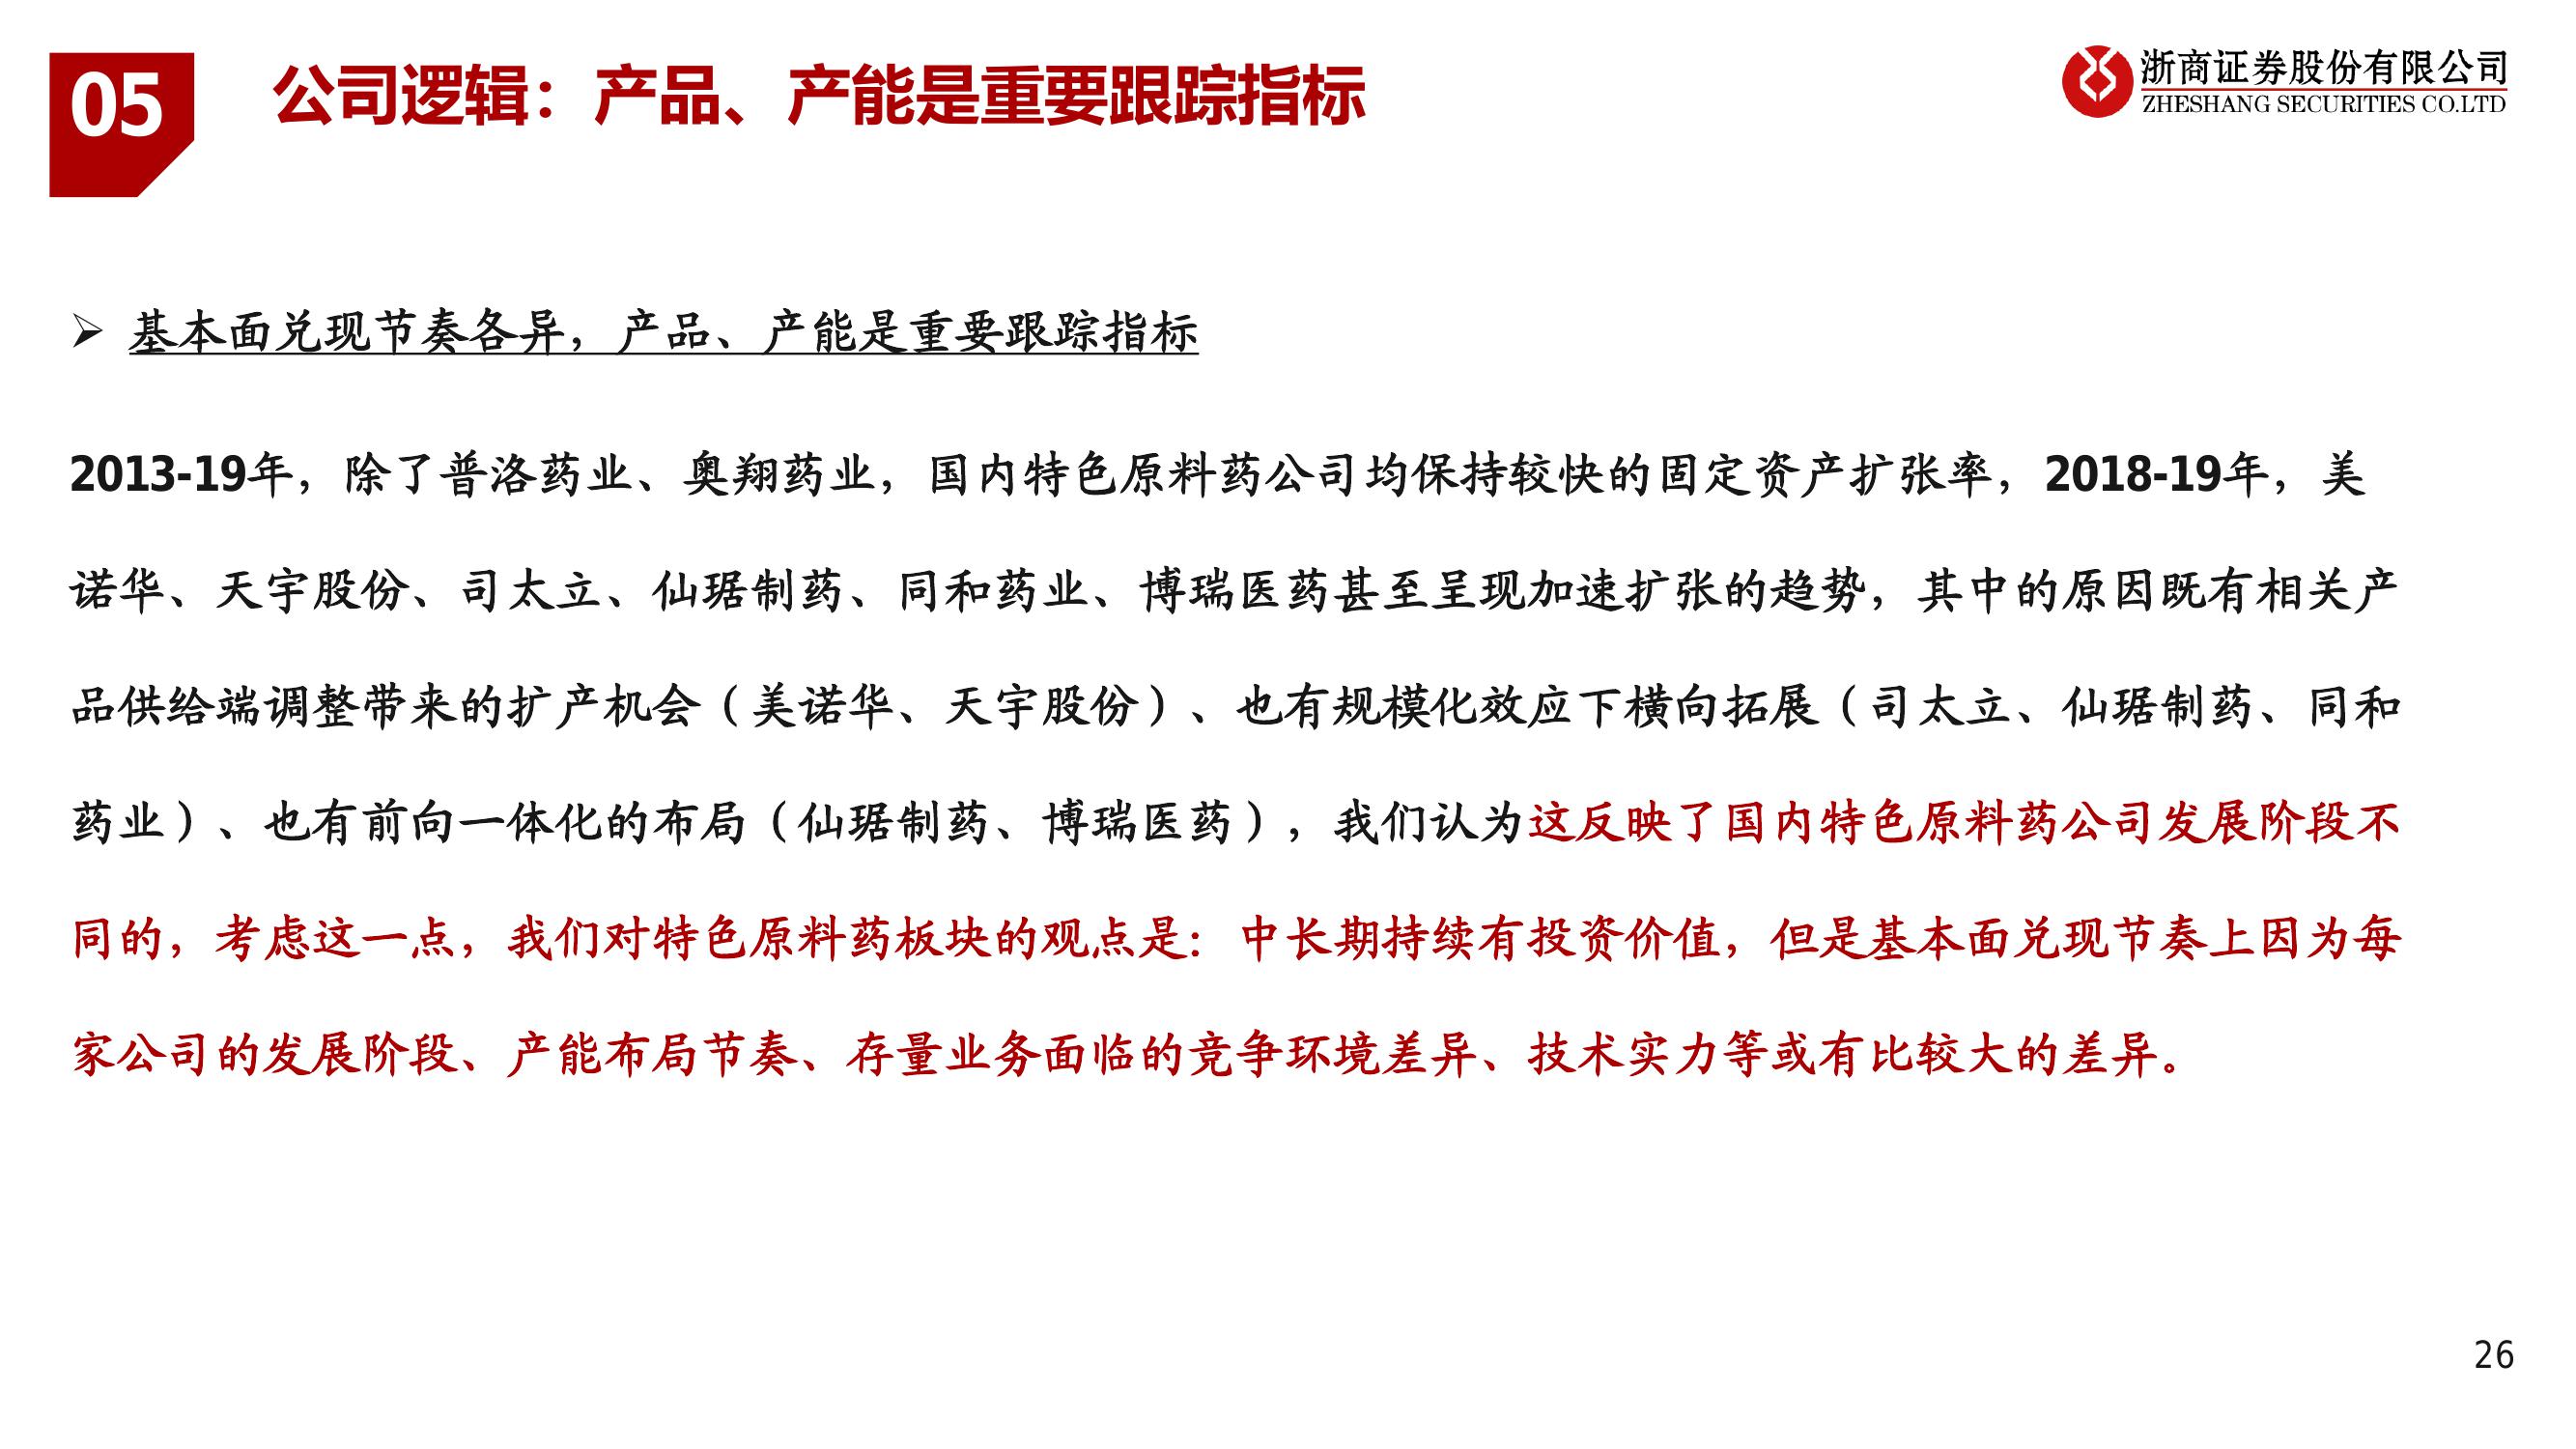 05
公司逻辑：产品、产能是重要跟踪指标
浙商证券股份有限公司
ZHESHANG SECURITIES CO.LTD
➢ 基本面兑现节奏各异，产品、产能是重要跟踪指标
2013-19年，除了普洛药业、奥翔药业，国内特色原料药公司均保持较快的固定资产扩张率，2018-19年，美
诺华、天宇股份、司太立、仙琚制药、同和药业、博瑞医药甚至呈现加速扩张的趋势，其中的原因既有相关产
品供给端调整带来的扩产机会（美诺华、天宇股份）、也有规模化效应下横向拓展（司太立、仙琚制药、同和
药业）、也有前向一体化的布局（仙琚制药、博瑞医药），我们认为这反映了国内特色原料药公司发展阶段不
同的，考虑这一点，我们对特色原料药板块的观点是：中长期持续有投资价值，但是基本面兑现节奏上因为每
家公司的发展阶段、产能布局节奏、存量业务面临的竞争环境差异、技术实力等或有比较大的差异。
26